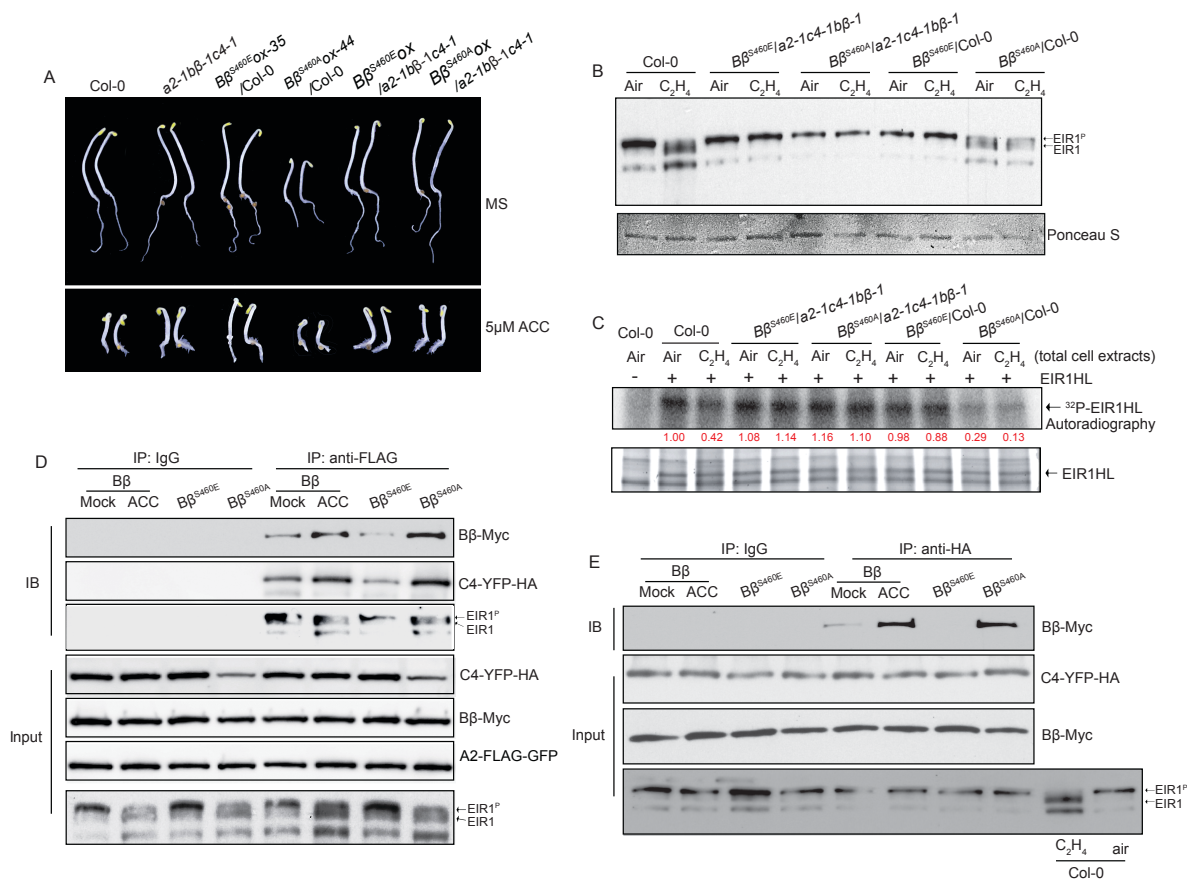 A
Col-0
a2-1bβ-1c4-1
Bβ^S460E ox-35
/Col-0
Bβ^S460A ox-44
/Col-0
Bβ^S460E OX
/a2-1bβ-1c4-1
Bβ^S460A OX
/a2-1bβ-1c4-1
MS
5μM ACC
B
Col-0
Bβ^S460E/a2-1c4-1bβ-1
Bβ^S460A/a2-1c4-1bβ-1
Bβ^S460E/Col-0
Bβ^S460A/Col-0
Air C₂H₄ Air C₂H₄ Air C₂H₄ Air C₂H₄ Air C₂H₄
EIR1ᴾ
EIR1
Ponceau S
C
Col-0
Col-0
Bβ^S460E/a2-1c4-1bβ-1
Bβ^S460A/a2-1c4-1bβ-1
Bβ^S460E/Col-0
Bβ^S460A/Col-0
Air Air C₂H₄ Air C₂H₄ Air C₂H₄ Air C₂H₄ Air C₂H₄ (total cell extracts)
- + + + + + + + + + + EIR1HL
← ³²P-EIR1HL
Autoradiography
1.00 0.42 1.08 1.14 1.16 1.10 0.98 0.88 0.29 0.13
← EIR1HL
D
IP: IgG IP: anti-FLAG
Bβ Bβ^S460E Bβ^S460A Bβ Bβ^S460E Bβ^S460A
Mock ACC Mock ACC
IB
Bβ-Myc
C4-YFP-HA
EIR1ᴾ
EIR1
Input
C4-YFP-HA
Bβ-Myc
A2-FLAG-GFP
EIR1ᴾ
EIR1
E
IP: IgG IP: anti-HA
Bβ Bβ^S460E Bβ^S460A Bβ Bβ^S460E Bβ^S460A
Mock ACC Mock ACC
IB
Bβ-Myc
Input
C4-YFP-HA
Bβ-Myc
EIR1ᴾ
EIR1
C₂H₄ air
Col-0